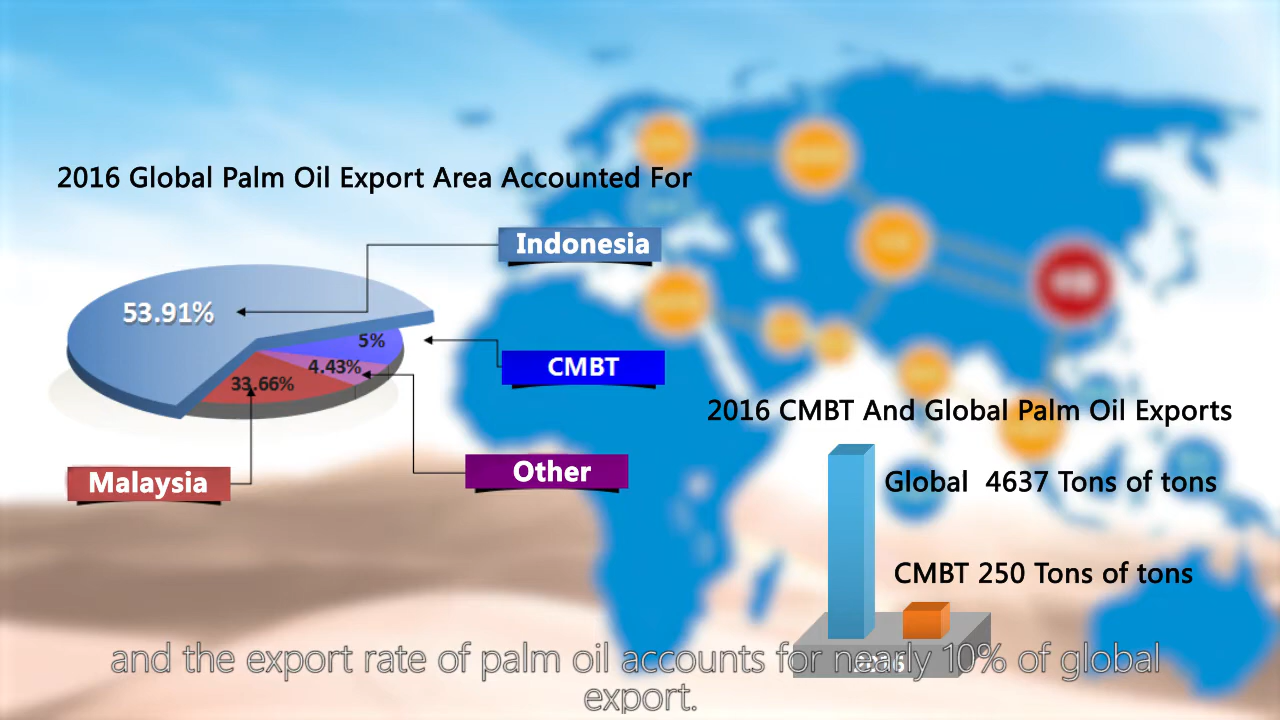 2016 Global Palm Oil Export Area Accounted For
Indonesia
53.91%
5%
CMBT
4.43%
33.66%
Other
Malaysia
2016 CMBT And Global Palm Oil Exports
Global 4637 Tons of tons
CMBT 250 Tons of tons
and the export rate of palm oil accounts for nearly 10% of global
export.